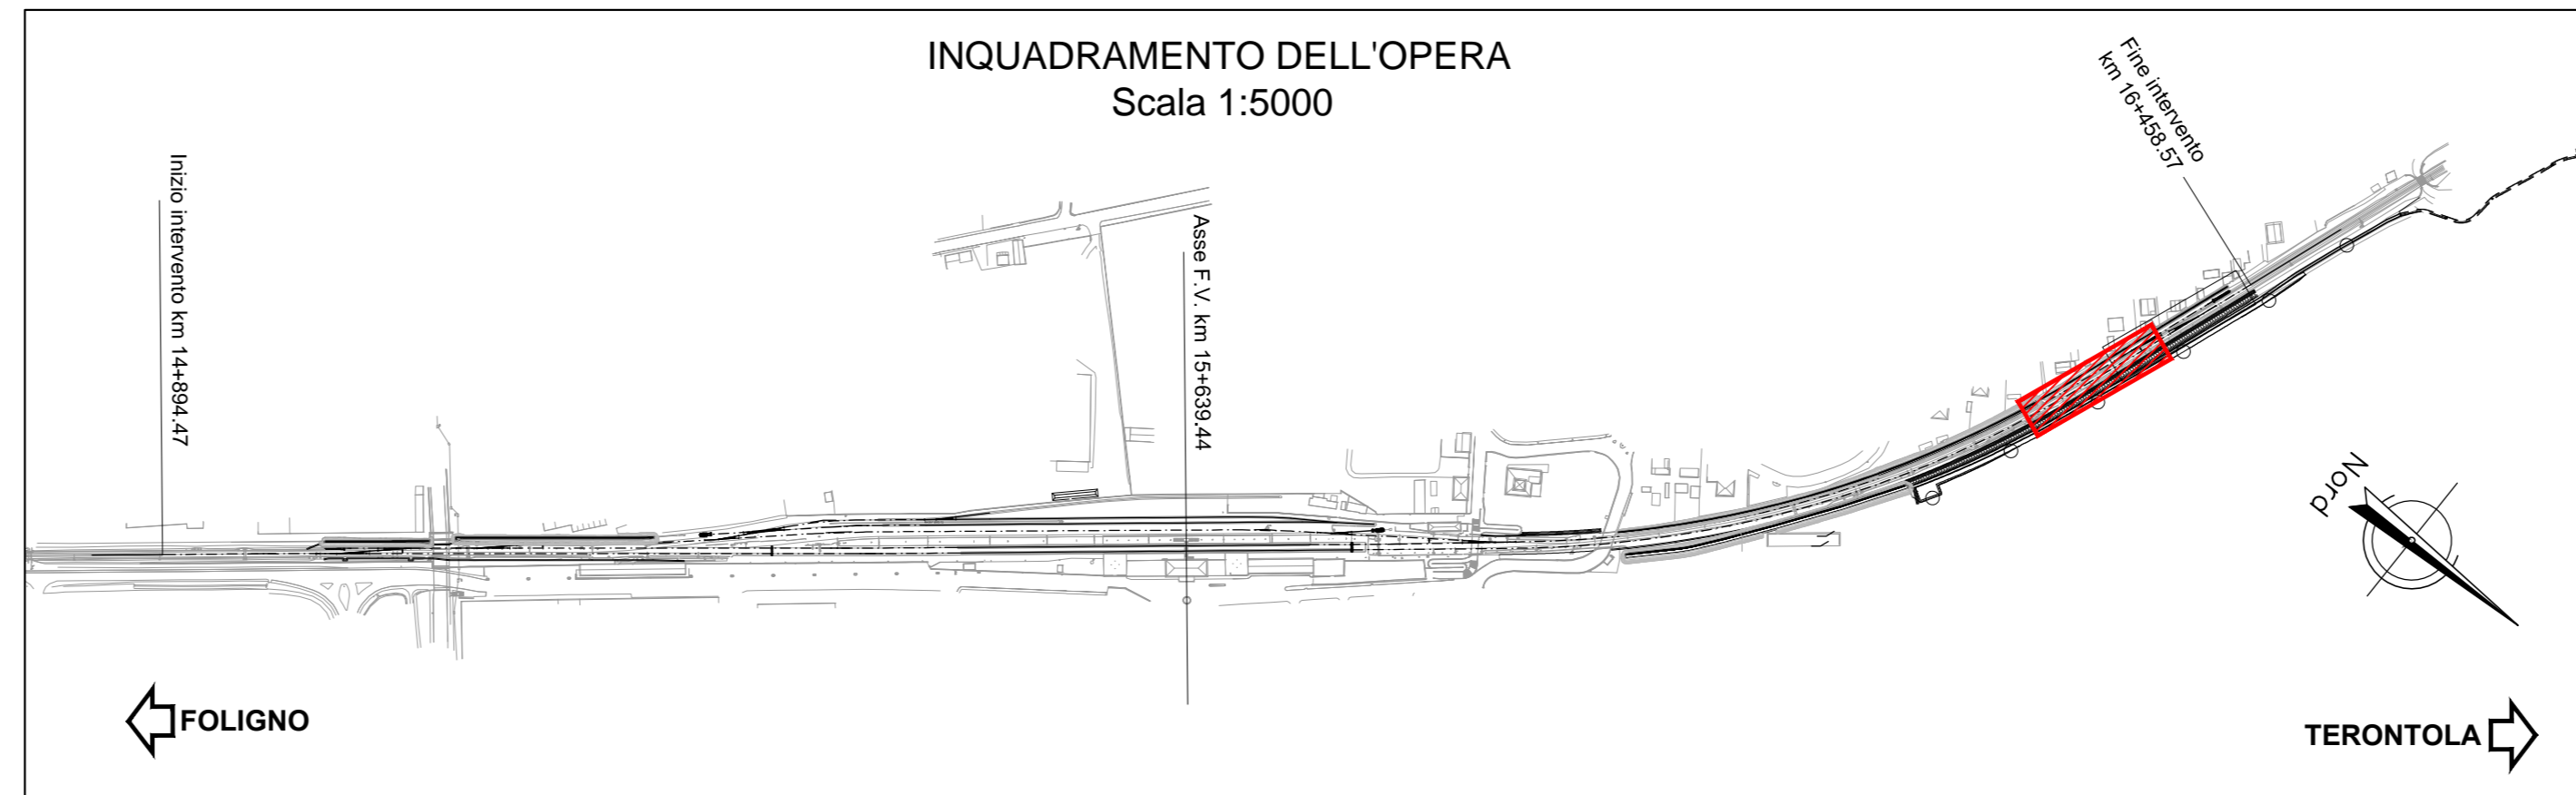 INQUADRAMENTO DELL'OPERA
Scala 1:5000
Inizio intervento km 14+894.47
Asse F.V. km 15+639.44
Fine intervento
km 16+458.57
Nord
FOLIGNO
TERONTOLA